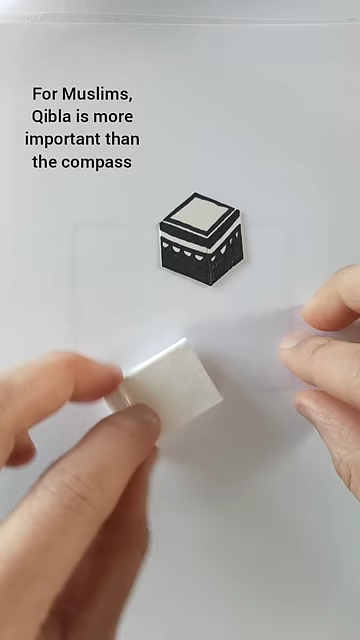 For Muslims,
Qibla is more
important than
the compass